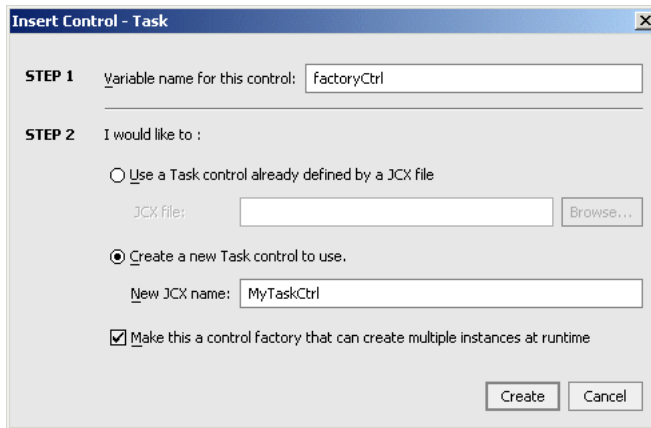 Insert Control - Task
STEP 1 Variable name for this control: factoryCtrl
STEP 2 I would like to :
Use a Task control already defined by a JCX file
JCX file: Browse...
Create a new Task control to use.
New JCX name: MyTaskCtrl
Make this a control factory that can create multiple instances at runtime
Create Cancel